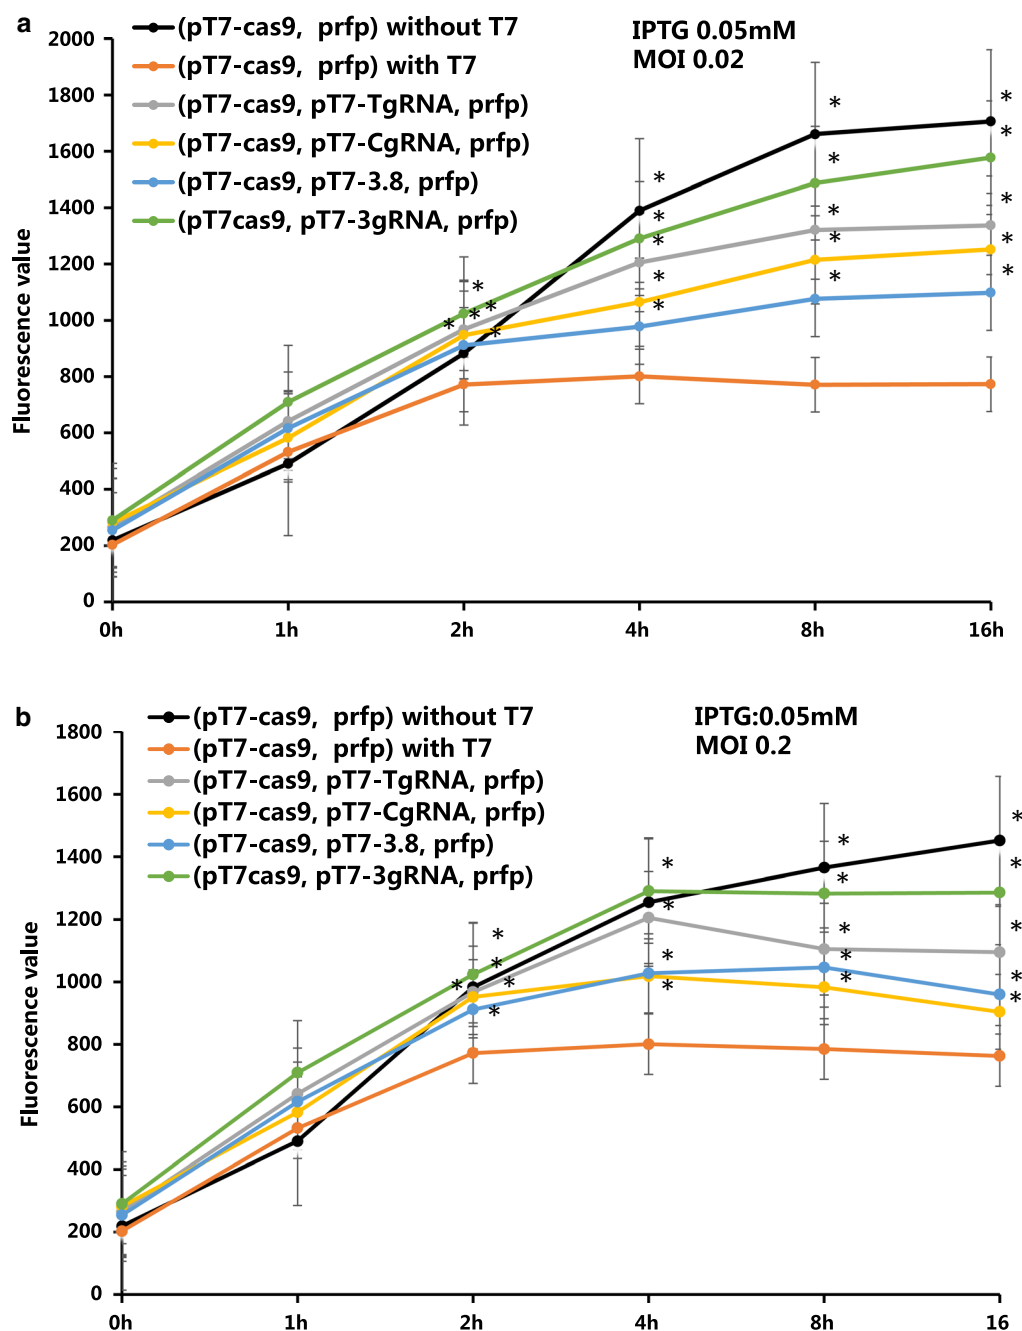 a
(pT7-cas9, prfp) without T7
(pT7-cas9, prfp) with T7
(pT7-cas9, pT7-TgRNA, prfp)
(pT7-cas9, pT7-CgRNA, prfp)
(pT7-cas9, pT7-3.8, prfp)
(pT7cas9, pT7-3gRNA, prfp)
IPTG 0.05mM
MOI 0.02
Fluorescence value
2000
1800
1600
1400
1200
1000
800
600
400
200
0
0h 1h 2h 4h 8h 16h
* * * * *
* * * * *
* * * * *
* * * * *
b
(pT7-cas9, prfp) without T7
(pT7-cas9, prfp) with T7
(pT7-cas9, pT7-TgRNA, prfp)
(pT7-cas9, pT7-CgRNA, prfp)
(pT7-cas9, pT7-3.8, prfp)
(pT7cas9, pT7-3gRNA, prfp)
IPTG:0.05mM
MOI 0.2
Fluorescence value
1800
1600
1400
1200
1000
800
600
400
200
0
0h 1h 2h 4h 8h 16
* * * * *
* * * *
* * * * *
* * * * *